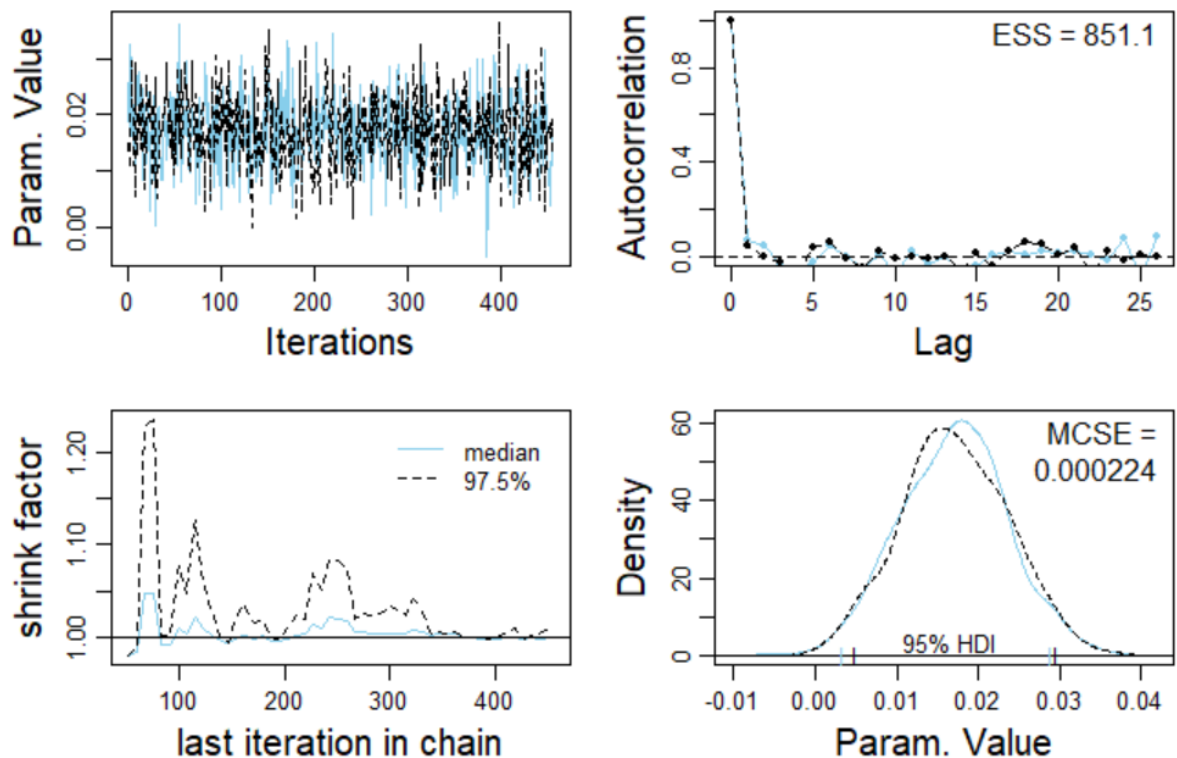 Param. Value
0.00
0.02
0 100 200 300 400
Iterations
Autocorrelation
0.0
0.4
0.8
ESS = 851.1
0 5 10 15 20 25
Lag
shrink factor
1.00
1.10
1.20
median
97.5%
100 200 300 400
last iteration in chain
Density
0
20
40
60
MCSE =
0.000224
95% HDI
-0.01 0.00 0.01 0.02 0.03 0.04
Param. Value